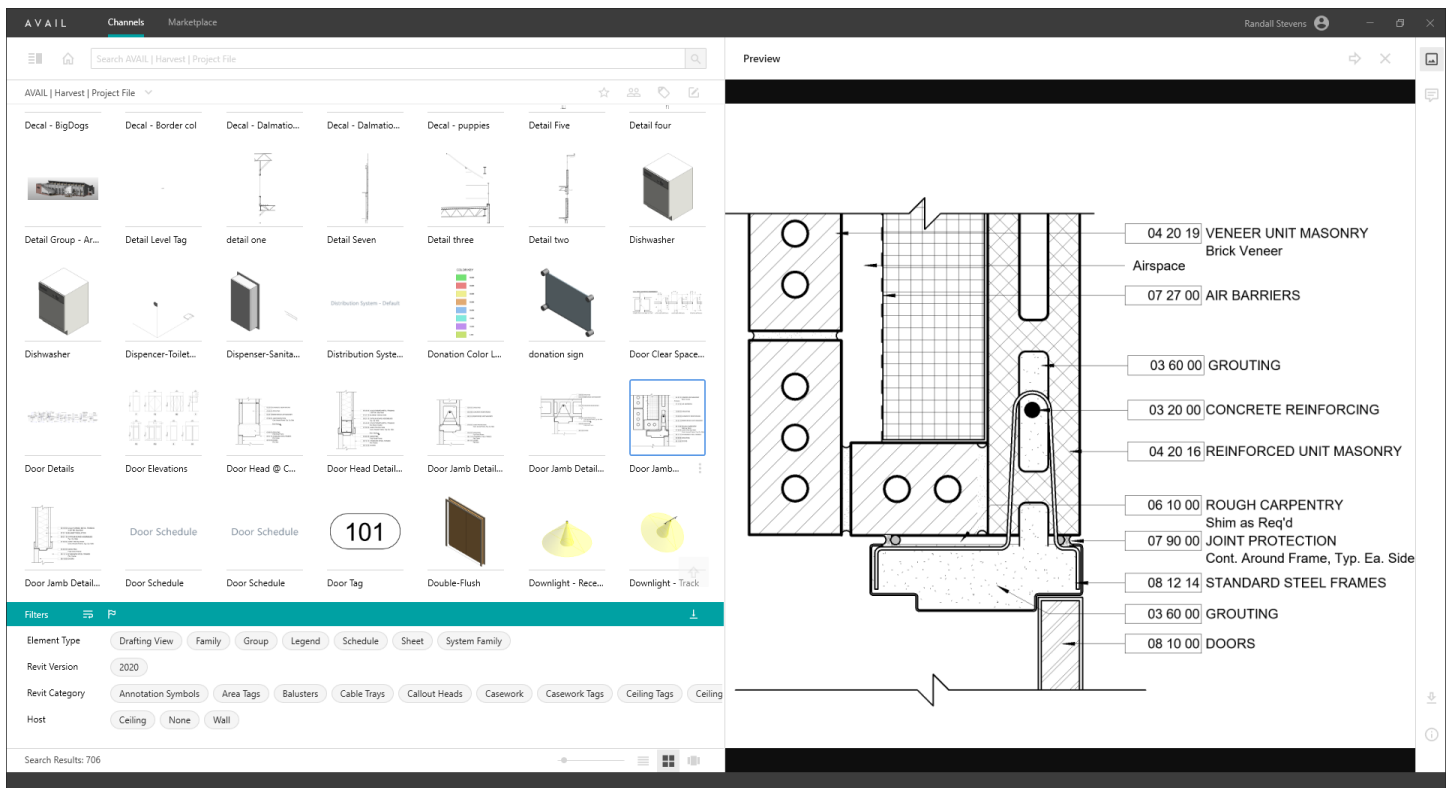 AVAIL
Channels
Marketplace
Randall Stevens
Search AVAIL | Harvest | Project File
Preview
AVAIL | Harvest | Project File
Decal - BigDogs
Decal - Border col
Decal - Dalmatio...
Decal - Dalmatio...
Decal - puppies
Detail Five
Detail four
Detail Group - Ar...
Detail Level Tag
detail one
Detail Seven
Detail three
Detail two
Dishwasher
Distribution System - Default
Dishwasher
Dispencer-Toilet...
Dispenser-Sanita...
Distribution Syste...
Donation Color L...
donation sign
Door Clear Space...
Door Details
Door Elevations
Door Head @ C...
Door Head Detail...
Door Jamb Detail...
Door Jamb Detail...
Door Jamb...
Door Schedule
Door Schedule
101
Door Jamb Detail...
Door Schedule
Door Schedule
Door Tag
Double-Flush
Downlight - Rece...
Downlight - Track
Filters
Element Type
Drafting View
Family
Group
Legend
Schedule
Sheet
System Family
Revit Version
2020
Revit Category
Annotation Symbols
Area Tags
Balusters
Cable Trays
Callout Heads
Casework
Casework Tags
Ceiling Tags
Ceiling
Host
Ceiling
None
Wall
Search Results: 706
04 20 19 VENEER UNIT MASONRY
Brick Veneer
Airspace
07 27 00 AIR BARRIERS
03 60 00 GROUTING
03 20 00 CONCRETE REINFORCING
04 20 16 REINFORCED UNIT MASONRY
06 10 00 ROUGH CARPENTRY
Shim as Req'd
07 90 00 JOINT PROTECTION
Cont. Around Frame, Typ. Ea. Side
08 12 14 STANDARD STEEL FRAMES
03 60 00 GROUTING
08 10 00 DOORS